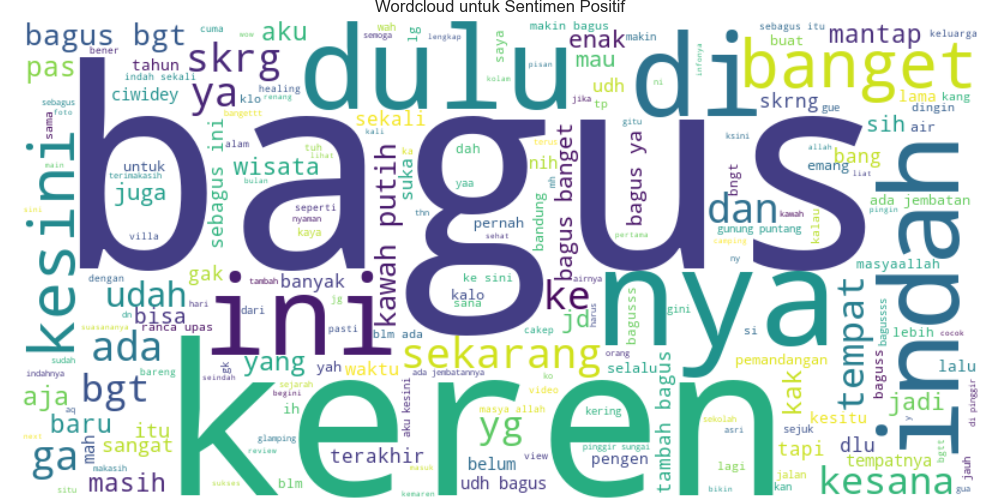 Wordcloud untuk Sentimen Positif
bagus bgt
cuma
wow
aku
semoga
wah
lengkap
lg
saya
makin bagus
enak
makin
sebagus itu
buat
mantap
keluarga
bener
pas
tahun
skrg
dulu
di
banget
indah sekali
healing
kolam
pisan
mau
infonya
ciwidey
ya
klo
renang
udh
ni
skrng
lama
kang
sebagus
foto
bangettt
sekali
jika
tp
gue
dingin
sama
kesini
bagus
alam
kali
gitu
ksini
sih
air
main
untuk
terimakasih
juga
sebagus ini
wisata
tuh
lihat
bulan
kawah putih
ka
suka
dah
yaa
terus
nih
mh
bagus banget
bagus ya
bngt
allah
emang
bang
liat
indah
sini
villa
seperti
nyaman
kaya
thn
pernah
sehat
bandung
pertama
dan
kawah
gunung puntang
camping
kalau
ada jembatan
pingin
dengan
gak
tambah
banyak
ke sini
sana
kalo
airnya
ke
nya
ny
masyaallah
udah
hari
dari
ini
jg
dn
bisa
ranca upas
pasti
blm ada
cakep
jd
harus
bagusss
gini
si
tempat
bagussss
lebih
cocok
suasananya
ada
yang
yah
waktu
sekarang
orang
selalu
pemandangan
baguss
lalu
sudah
indahnya
bareng
seindah
gk
sejarah
begini
ada jembatannya
ko
video
tambah bagus
kak
kesitu
jadi
di pinggir
aja
aq
bgt
keren
ih
aku kesini
masya allah
yg
kering
sekolah
asri
sejuk
y
baru
itu
glamping
pinggir sungai
tapi
dlu
next
ga
mah
sangat
review
terakhir
masuk
belum
view
pengen
lagi
jalan
tempatnya
bgtt
jauh
situ
makasih
masih
sukses
blm
kemaren
udh bagus
bikin
kan
kesana
gua